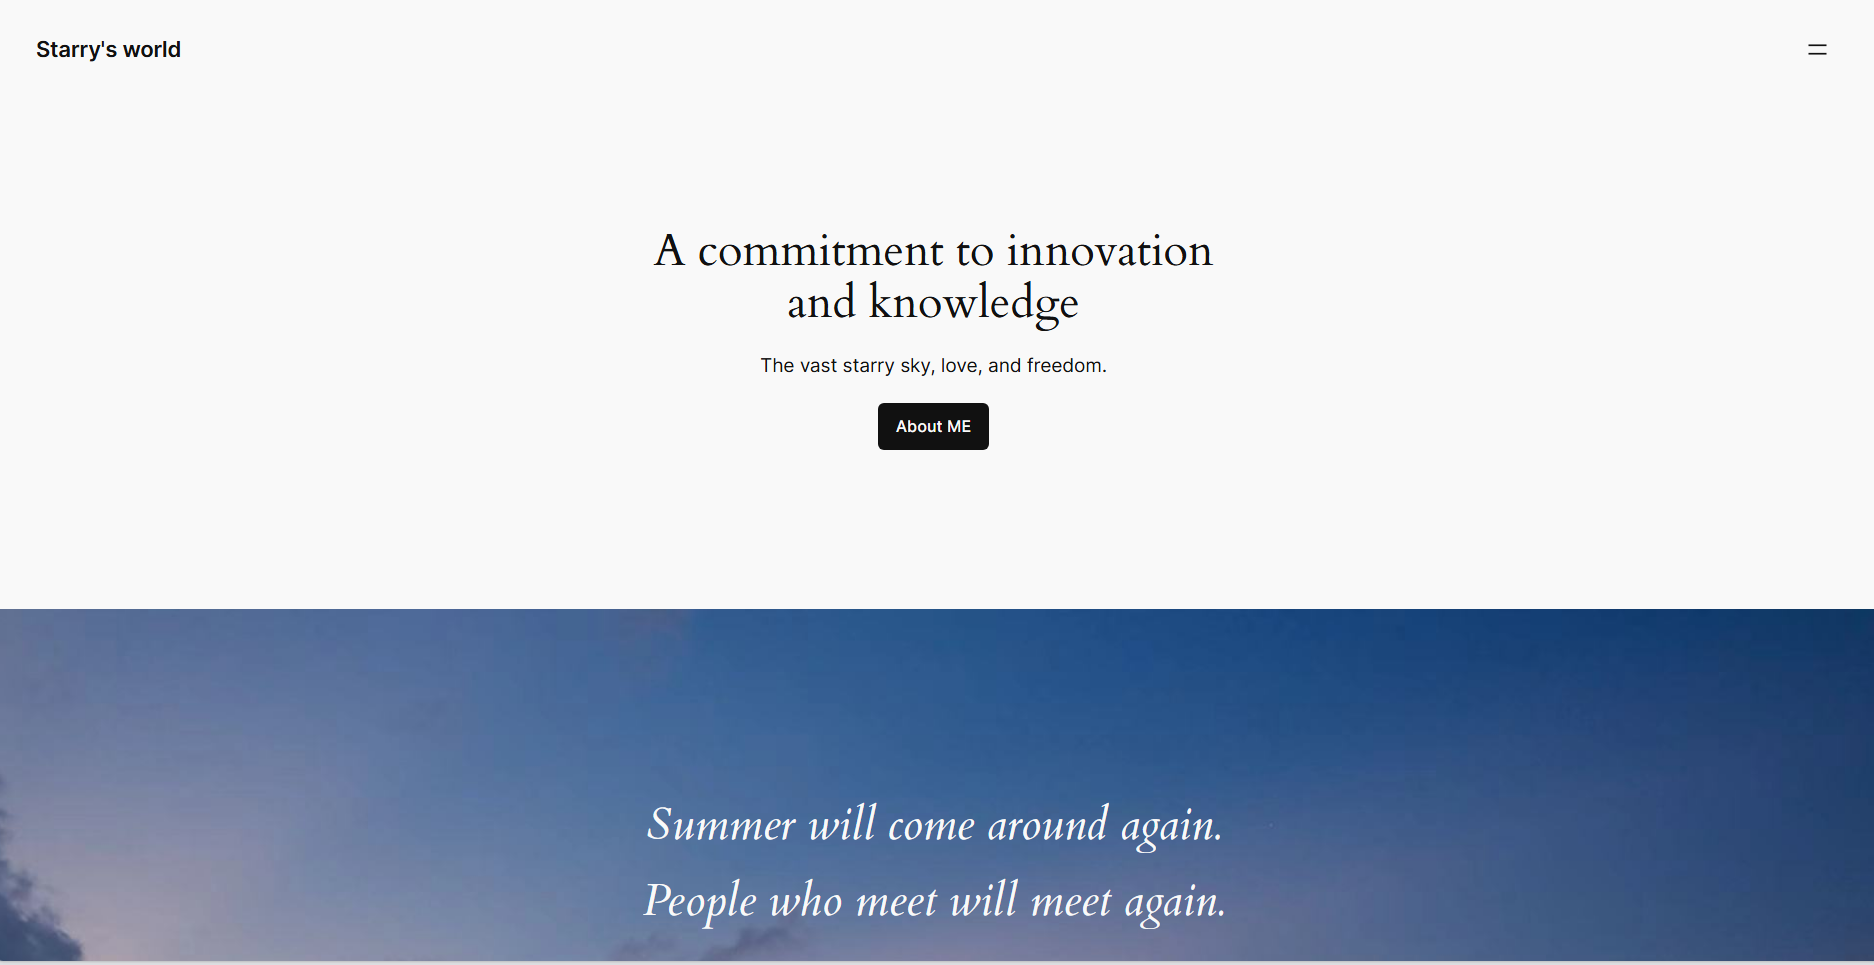 Starry's world
A commitment to innovation
and knowledge
The vast starry sky, love, and freedom.
About ME
Summer will come around again.
People who meet will meet again.